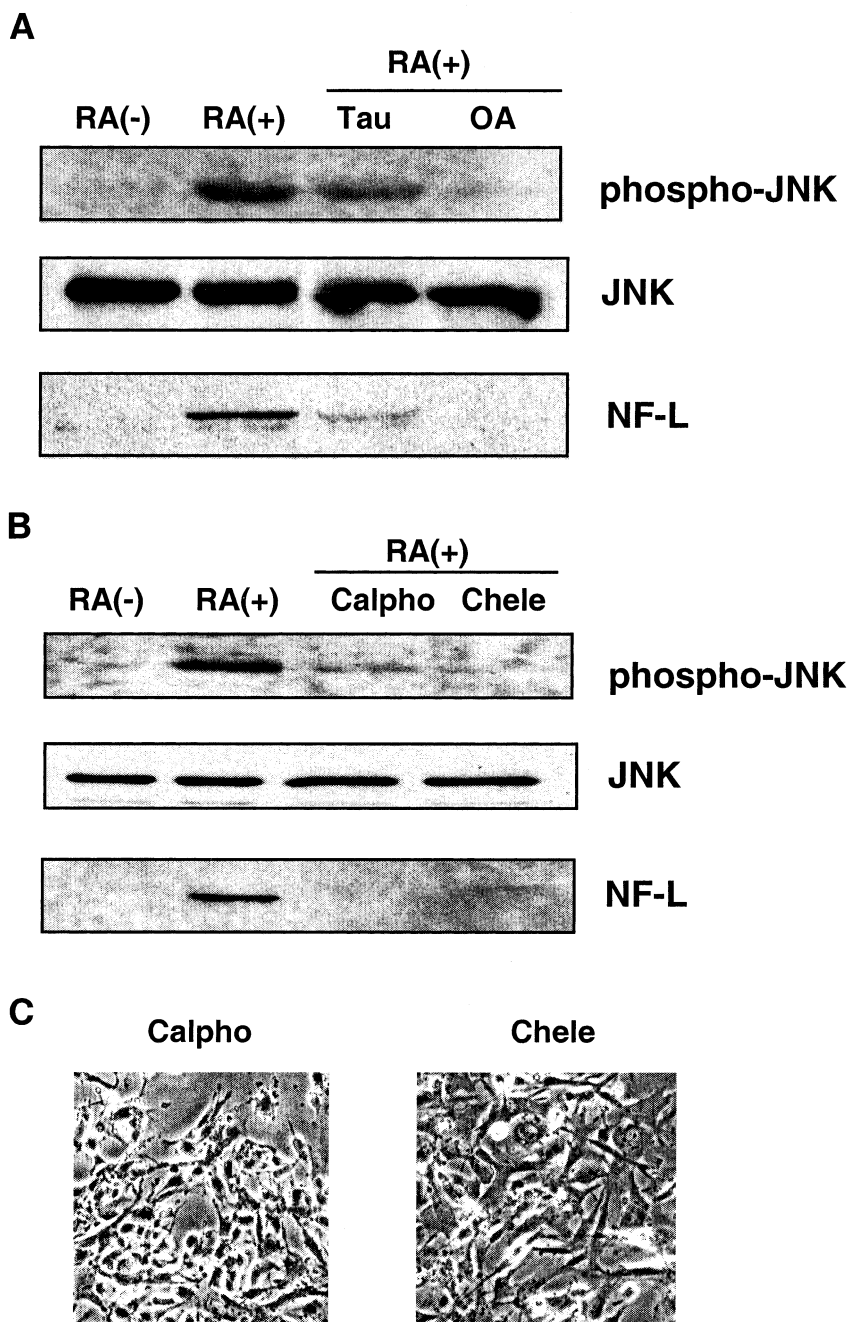 A
RA(+)
RA(-) RA(+) Tau OA
phospho-JNK
JNK
NF-L
B
RA(+)
RA(-) RA(+) Calpho Chele
phospho-JNK
JNK
NF-L
C
Calpho Chele